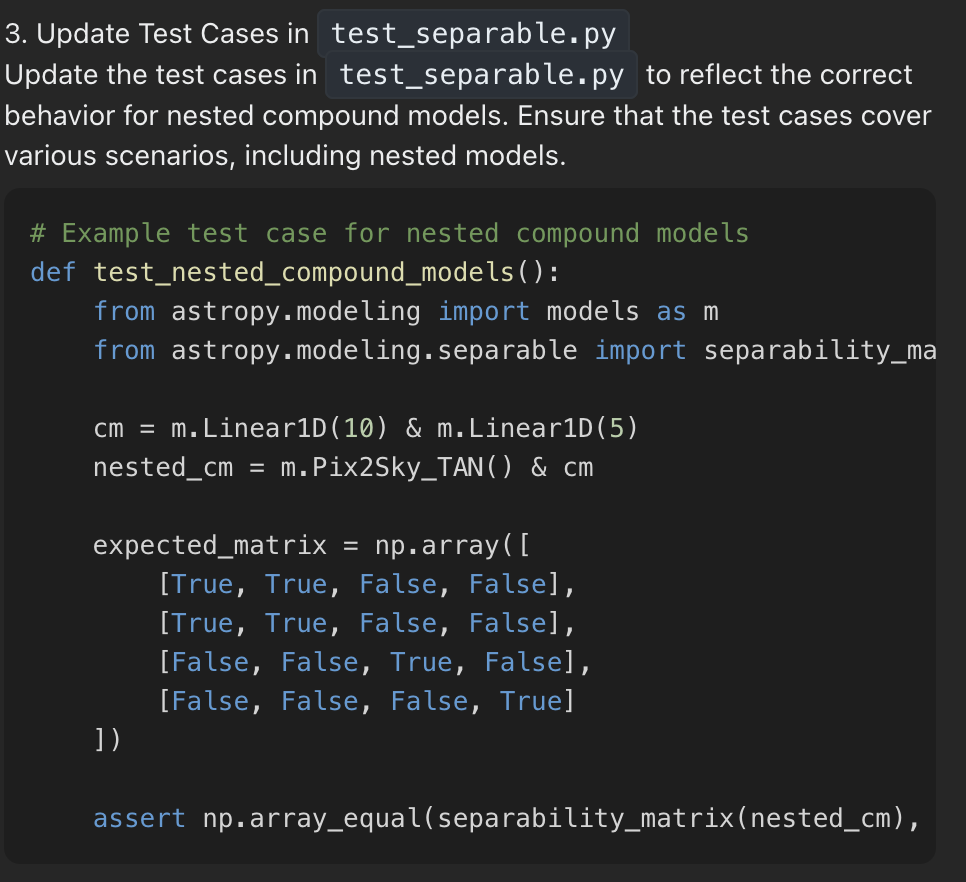 3. Update Test Cases in test_separable.py
Update the test cases in test_separable.py to reflect the correct
behavior for nested compound models. Ensure that the test cases cover
various scenarios, including nested models.
# Example test case for nested compound models
def test_nested_compound_models():
    from astropy.modeling import models as m
    from astropy.modeling.separable import separability_ma
    cm = m.Linear1D(10) & m.Linear1D(5)
    nested_cm = m.Pix2Sky_TAN() & cm
    expected_matrix = np.array([
        [True, True, False, False],
        [True, True, False, False],
        [False, False, True, False],
        [False, False, False, True]
    ])
    assert np.array_equal(separability_matrix(nested_cm),